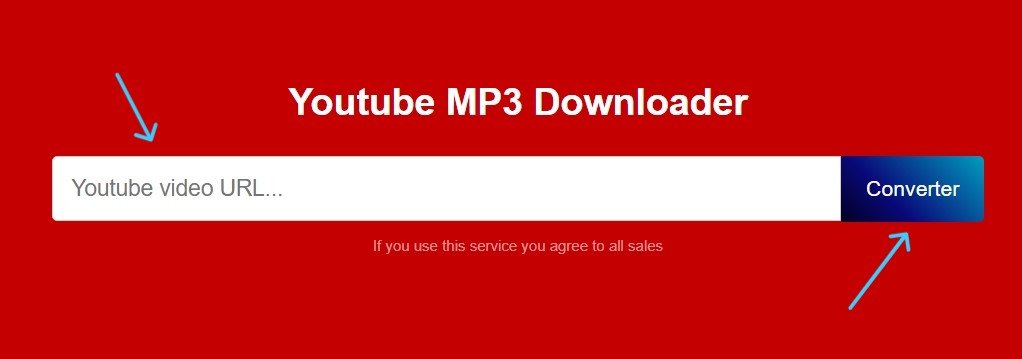 Youtube MP3 Downloader
Youtube video URL...
Converter
If you use this service you agree to all sales